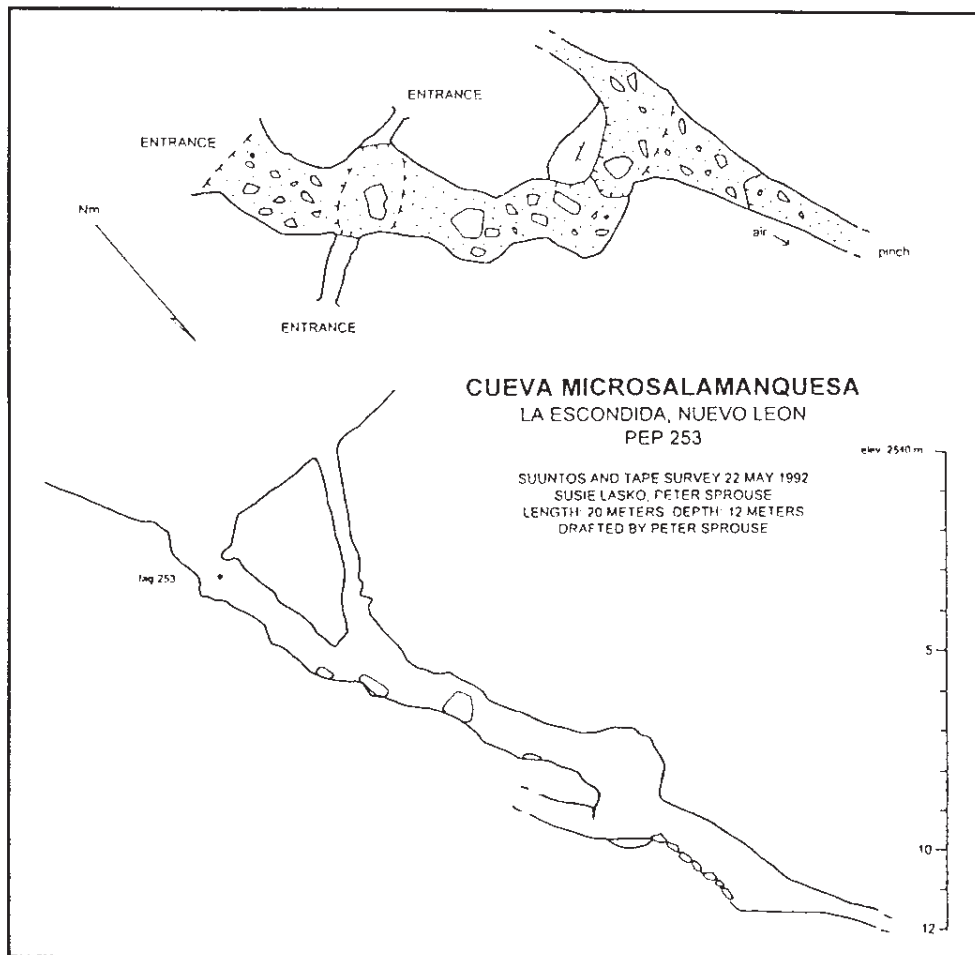 ENTRANCE
ENTRANCE
Nm
ENTRANCE
air
pinch
CUEVA MICROSALAMANQUESA
LA ESCONDIDA, NUEVO LEON
PEP 253
elev. 2540 m
SUUNTOS AND TAPE SURVEY 22 MAY 1992
SUSIE LASKO, PETER SPROUSE
LENGTH: 20 METERS DEPTH: 12 METERS
DRAFTED BY PETER SPROUSE
tag 253
5
10
12